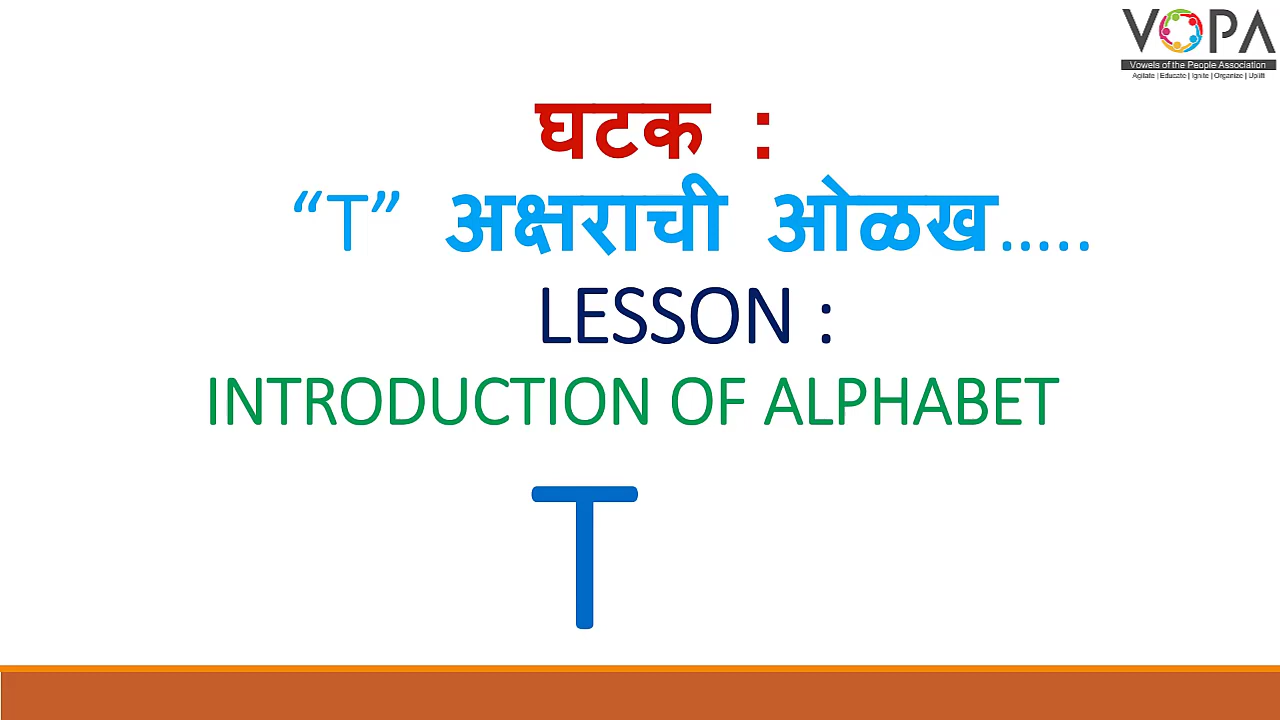 VOPA
Vowels of the People Association
Agitate | Educate | Ignite | Organize | Uplift
घटक :
“T” अक्षराची ओळख.....
LESSON :
INTRODUCTION OF ALPHABET
T